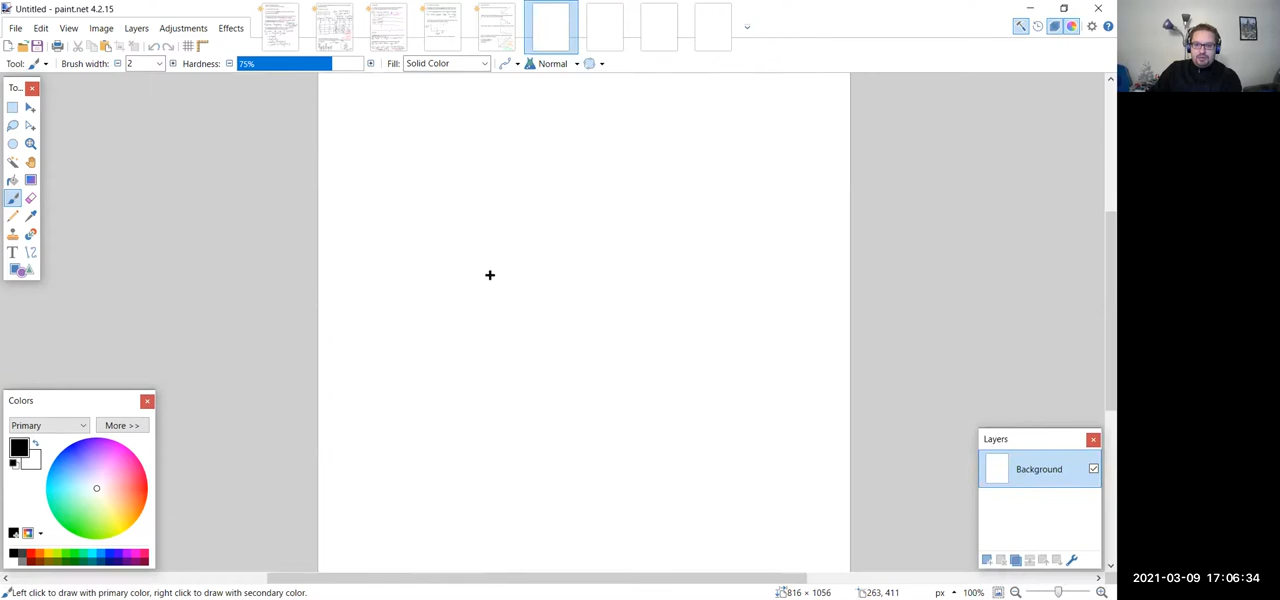 Untitled - paint.net 4.2.15
File Edit View Image Layers Adjustments Effects
Tool: Brush width: 2 Hardness: 75% Fill: Solid Color Normal
To...
T
Colors
Primary More >>
Layers
Background
Left click to draw with primary color, right click to draw with secondary color. 816 × 1056 263, 411 px 100%
2021-03-09 17:06:34